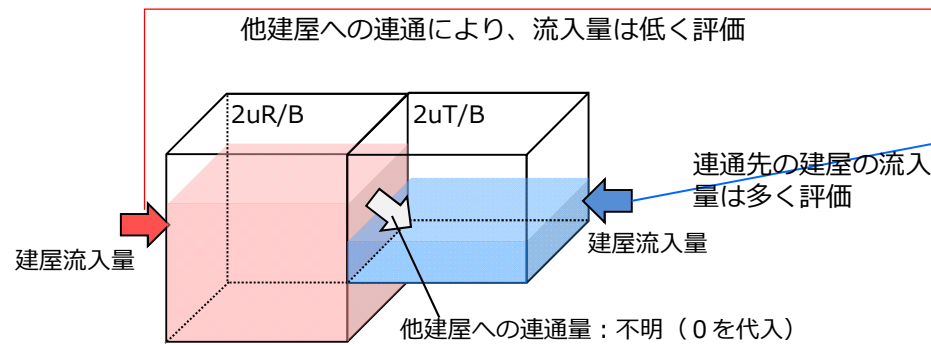 他建屋への連通により、流入量は低く評価
2uR/B
2uT/B
連通先の建屋の流入
量は多く評価
建屋流入量
建屋流入量
他建屋への連通量：不明（０を代入）